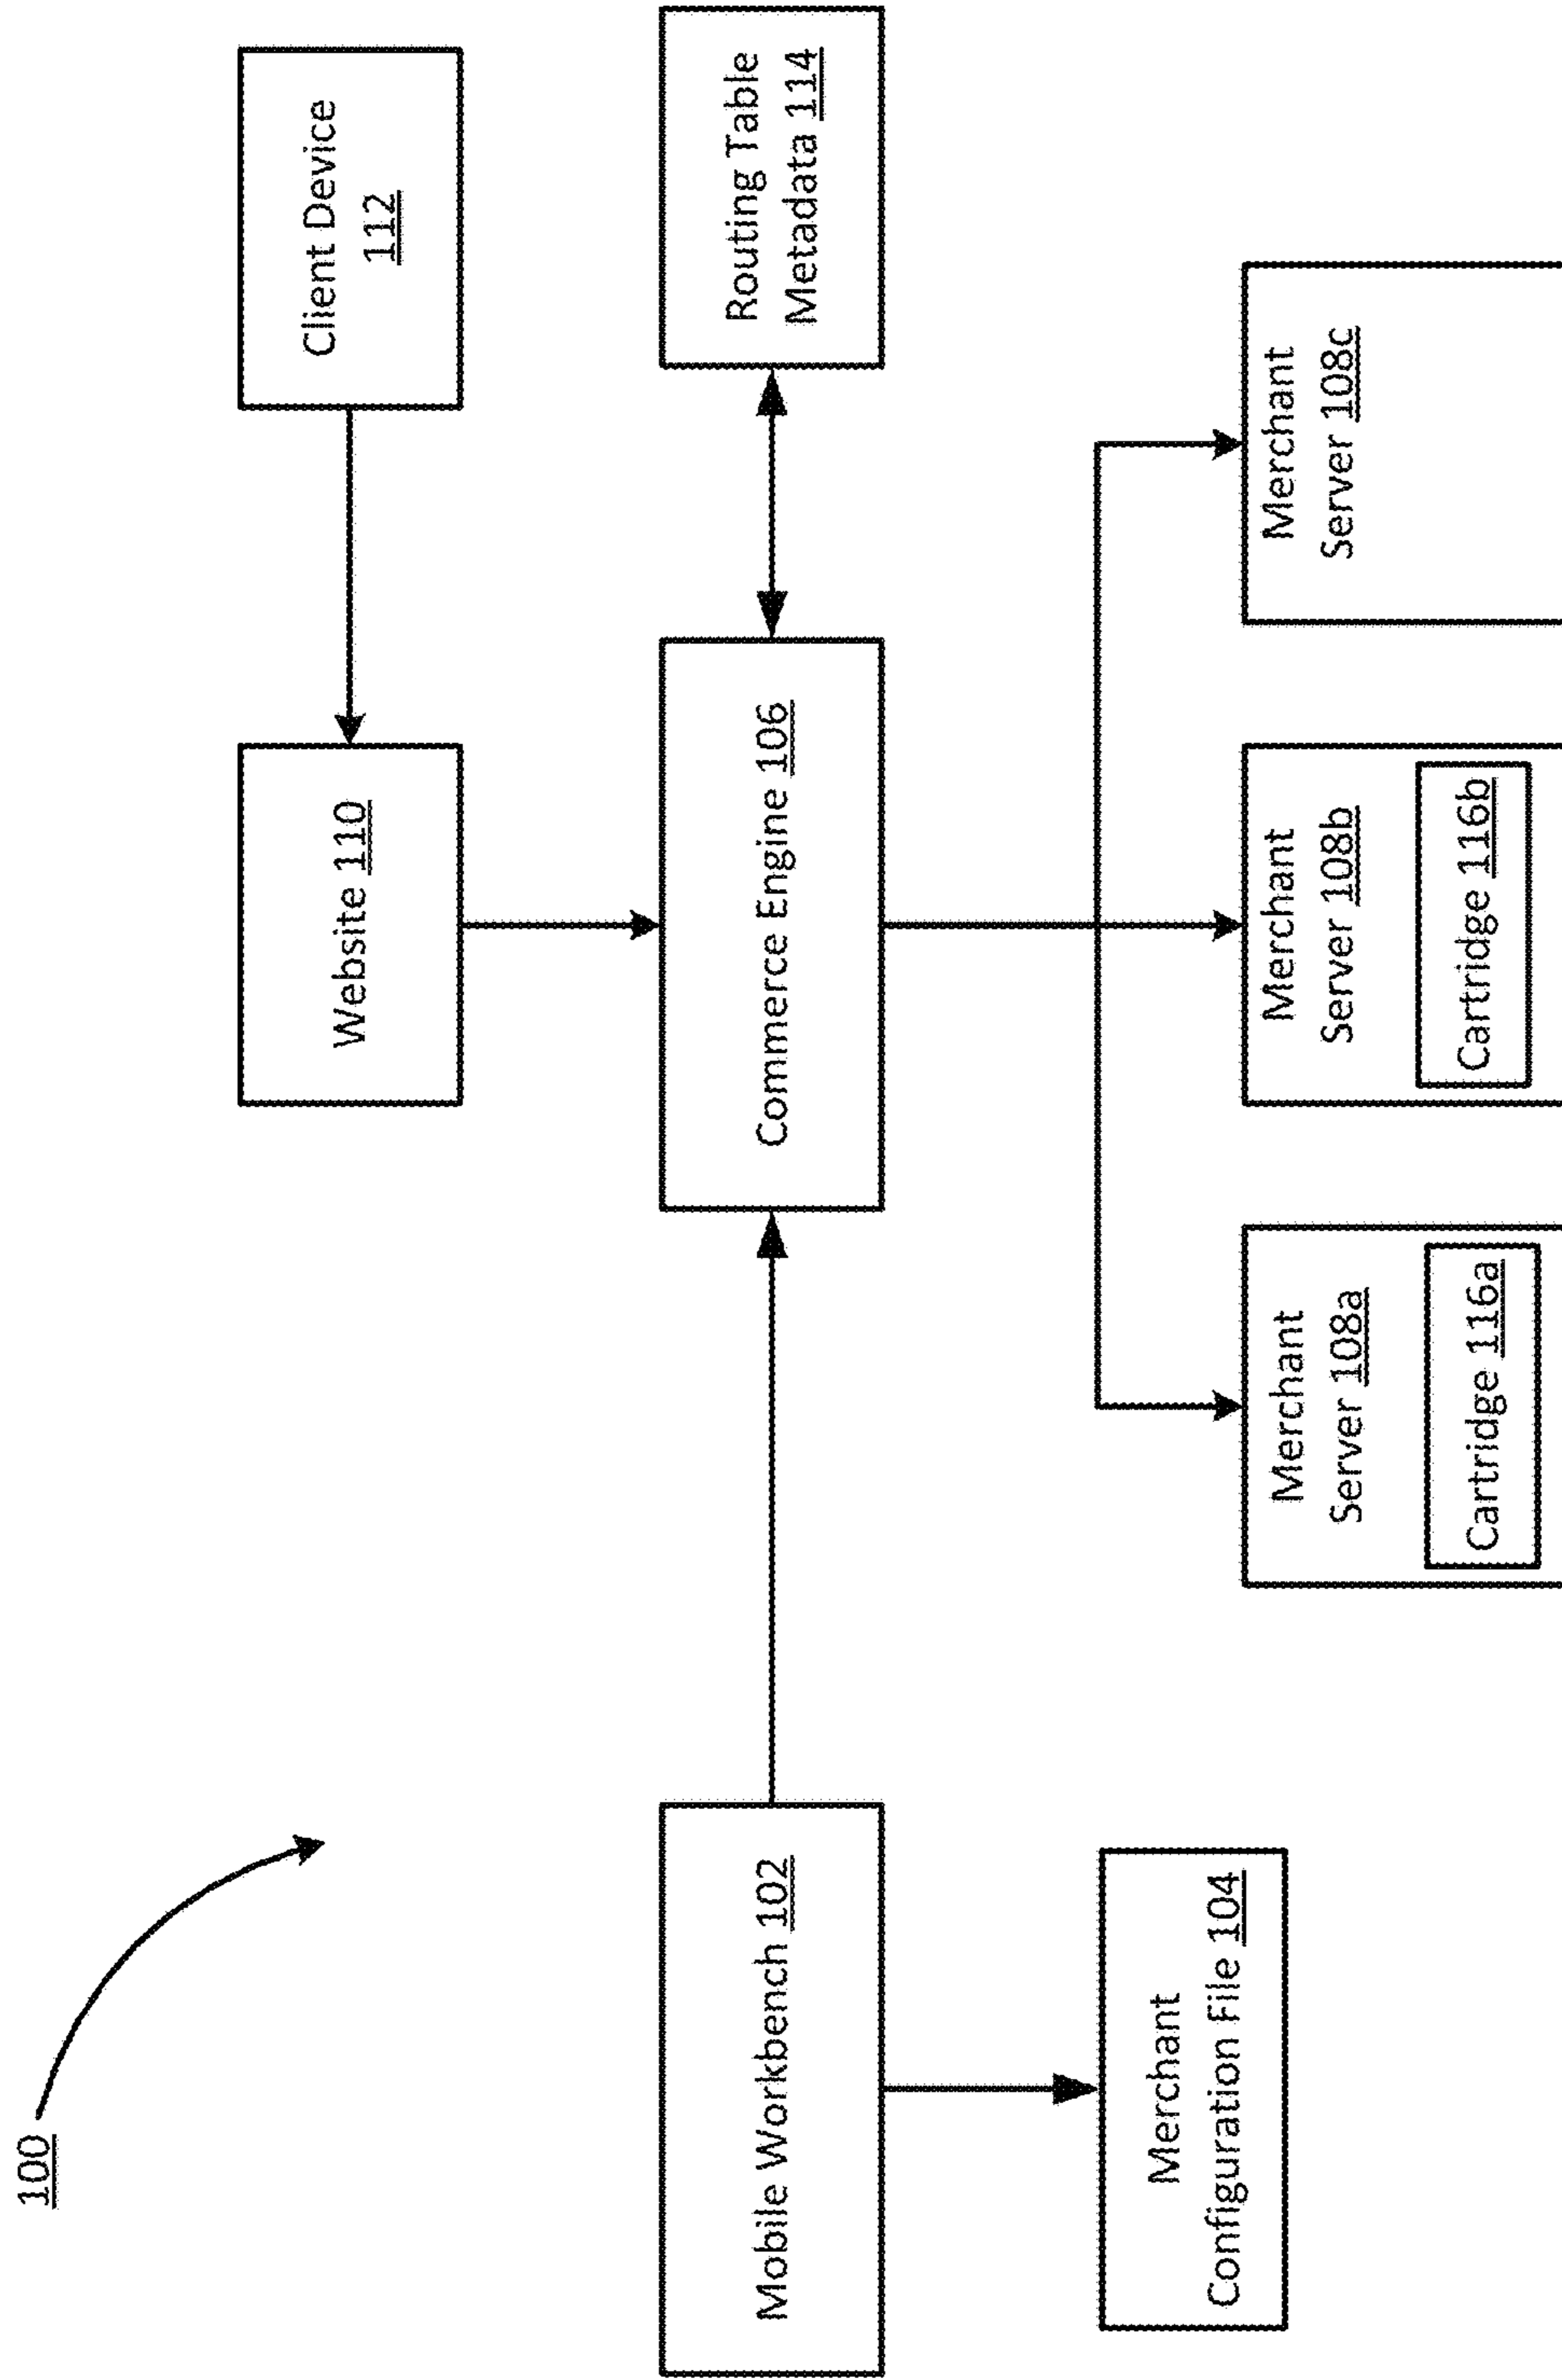 100
Client Device
112
Website 110
Routing Table
Metadata 114
Commerce Engine 106
Mobile Workbench 102
Merchant
Configuration File 104
Merchant
Server 108a
Cartridge 116a
Merchant
Server 108b
Cartridge 116b
Merchant
Server 108c